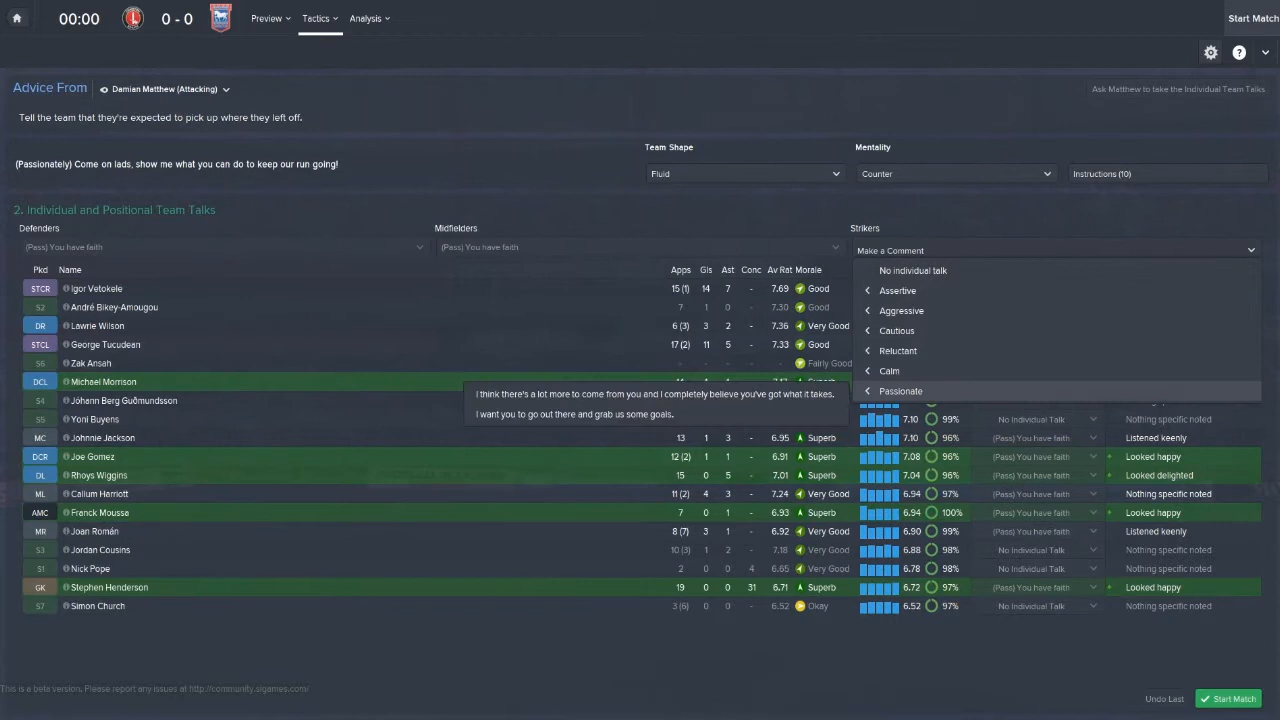 00:00 0 - 0 Preview Tactics Analysis Start Match
Advice From Damian Matthew (Attacking) Ask Matthew to take the Individual Team Talks
Tell the team that they're expected to pick up where they left off.
Team Shape Mentality
(Passionately) Come on lads, show me what you can do to keep our run going!
Fluid Counter Instructions (10)
2. Individual and Positional Team Talks
Defenders Midfielders Strikers
(Pass) You have faith (Pass) You have faith Make a Comment
Pkd Name Apps Gls Ast Conc Av Rat Morale
No individual talk
STCR Igor Vetokele 15 (1) 14 7 - 7.69 Good
Assertive
S2 André Bikey-Amougou 7 1 0 - 7.30 Good
Aggressive
DR Lawrie Wilson 6 (3) 3 2 - 7.36 Very Good
Cautious
STCL George Tucudean 17 (2) 11 5 - 7.33 Good
Reluctant
S6 Zak Ansah - - - - - Fairly Good
Calm
DCL Michael Morrison
Passionate
I think there's a lot more to come from you and I completely believe you've got what it takes.
S4 Jóhann Berg Guðmundsson
I want you to go out there and grab us some goals.
S5 Yoni Buyens 7.10 99% No Individual Talk Nothing specific noted
MC Johnnie Jackson 13 1 3 - 6.95 Superb 7.10 96% (Pass) You have faith Listened keenly
DCR Joe Gomez 12 (2) 1 1 - 6.91 Superb 7.08 96% (Pass) You have faith Looked happy
DL Rhoys Wiggins 15 0 5 - 7.01 Superb 7.04 96% (Pass) You have faith Looked delighted
ML Callum Harriott 11 (2) 4 3 - 7.24 Very Good 6.94 97% (Pass) You have faith Nothing specific noted
AMC Franck Moussa 7 0 1 - 6.93 Superb 6.94 100% (Pass) You have faith Looked happy
MR Joan Román 8 (7) 3 1 - 6.92 Very Good 6.90 99% (Pass) You have faith Listened keenly
S3 Jordan Cousins 10 (3) 1 2 - 7.18 Very Good 6.88 98% No Individual Talk Nothing specific noted
S1 Nick Pope 2 0 0 4 6.65 Very Good 6.78 98% No Individual Talk Nothing specific noted
GK Stephen Henderson 19 0 0 31 6.71 Superb 6.72 97% (Pass) You have faith Looked happy
S7 Simon Church 3 (6) 0 0 - 6.52 Okay 6.52 97% No Individual Talk Nothing specific noted
This is a beta version. Please report any issues at http://community.sigames.com/
Undo Last Start Match